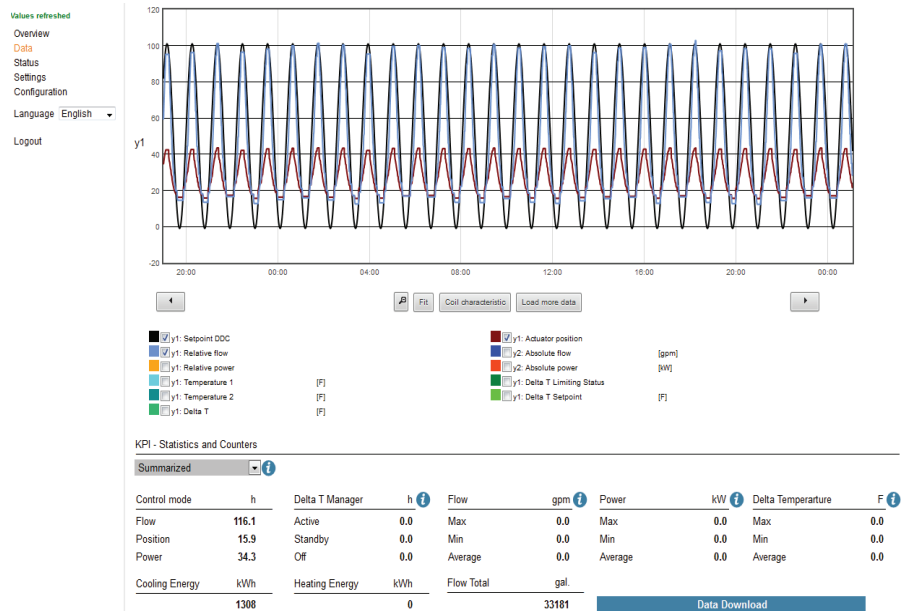 Values refreshed
Overview
Data
Status
Settings
Configuration
Language English
Logout
y1
120
100
80
60
40
20
0
-20
20:00 00:00 04:00 08:00 12:00 16:00 20:00 00:00
Fit Coil characteristic Load more data
y1: Setpoint DDC y1: Actuator position
y1: Relative flow y2: Absolute flow [gpm]
y1: Relative power y2: Absolute power [kW]
y1: Temperature 1 [F] y1: Delta T Limiting Status
y1: Temperature 2 [F] y1: Delta T Setpoint [F]
y1: Delta T [F]
KPI - Statistics and Counters
Summarized i
Control mode h Delta T Manager h i Flow gpm i Power kW i Delta Temperarture F i
Flow 116.1 Active 0.0 Max 0.0 Max 0.0 Max 0.0
Position 15.9 Standby 0.0 Min 0.0 Min 0.0 Min 0.0
Power 34.3 Off 0.0 Average 0.0 Average 0.0 Average 0.0
Cooling Energy kWh Heating Energy kWh Flow Total gal.
1308 0 33181 Data Download